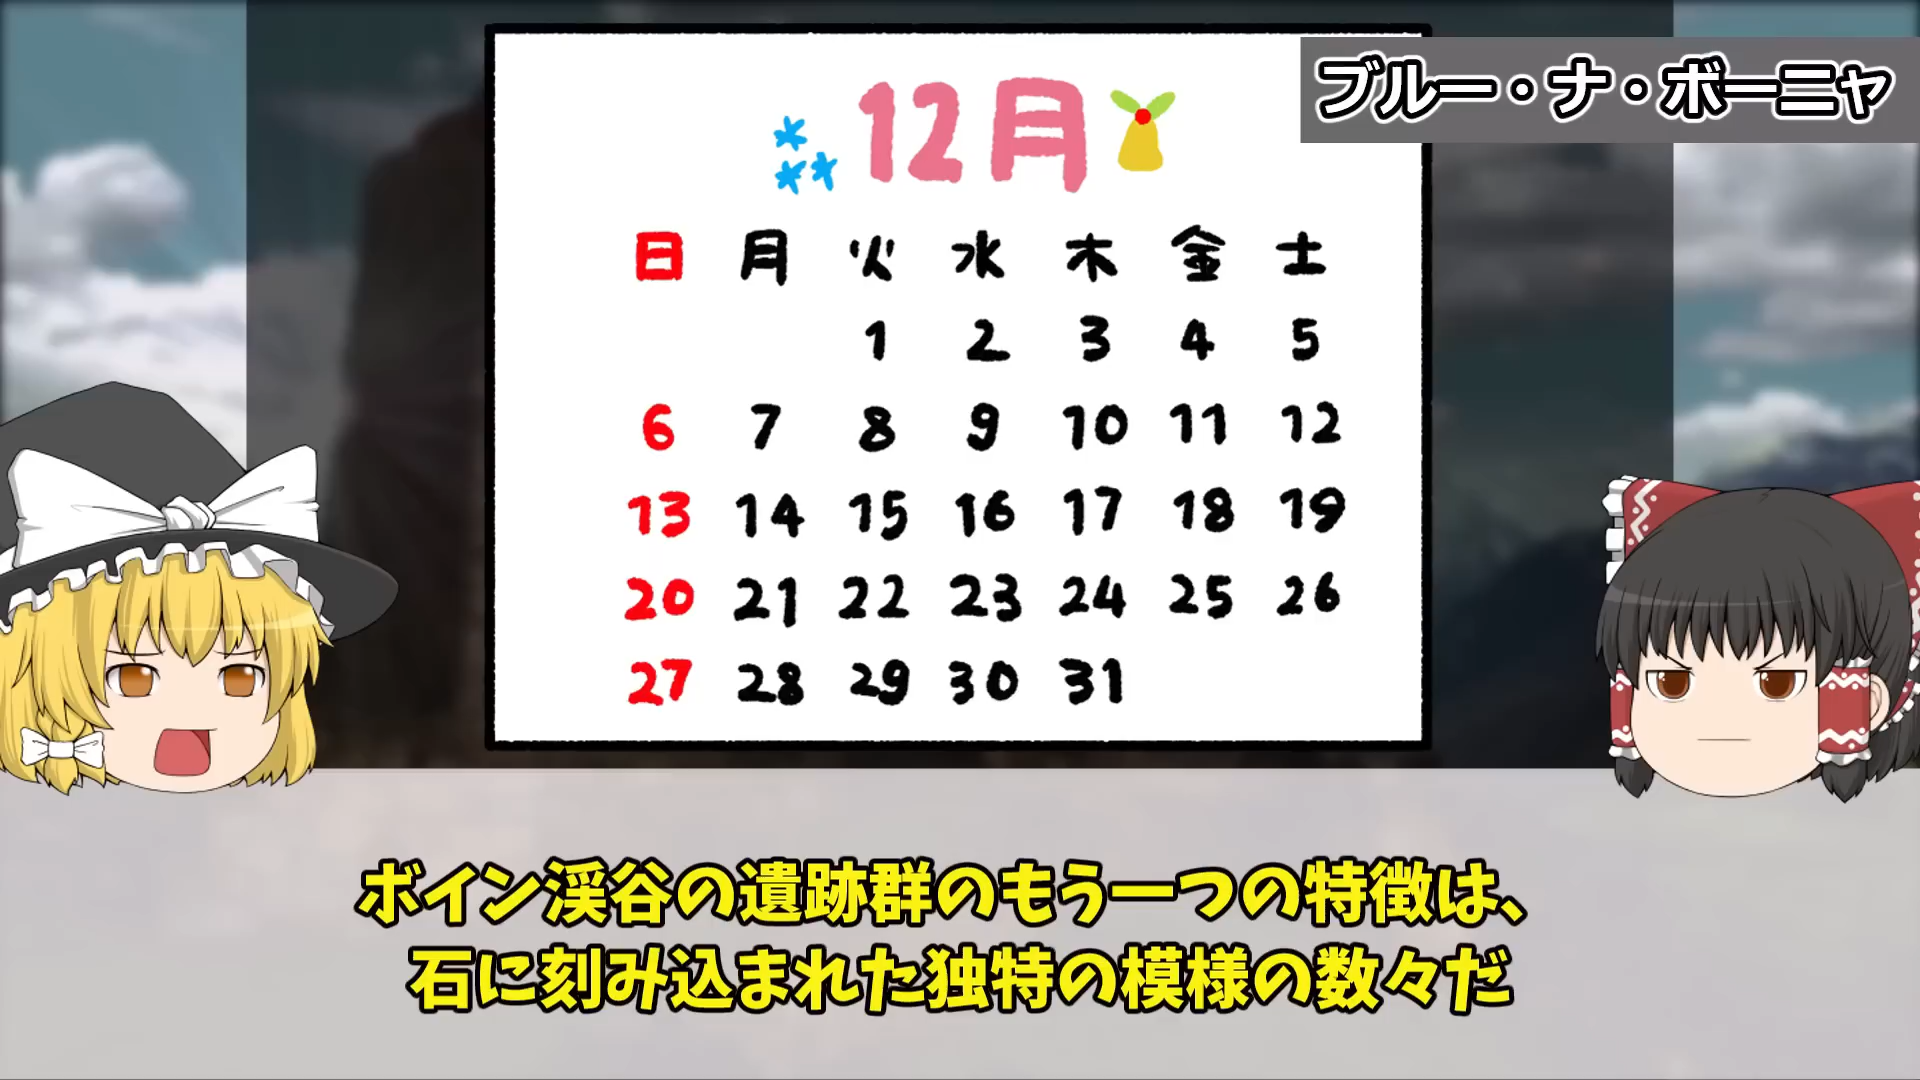 ブルー・ナ・ボーニャ
12月
日 月 火 水 木 金 土
1 2 3 4 5
6 7 8 9 10 11 12
13 14 15 16 17 18 19
20 21 22 23 24 25 26
27 28 29 30 31
ボイン渓谷の遺跡群のもう一つの特徴は、
石に刻み込まれた独特の模様の数々だ